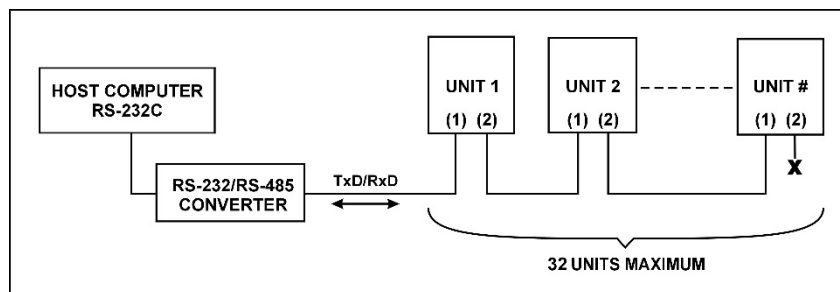 HOST COMPUTER
RS-232C
RS-232/RS-485
CONVERTER
TxD/RxD
UNIT 1
(1) (2)
UNIT 2
(1) (2)
UNIT #
(1) (2)
X
32 UNITS MAXIMUM